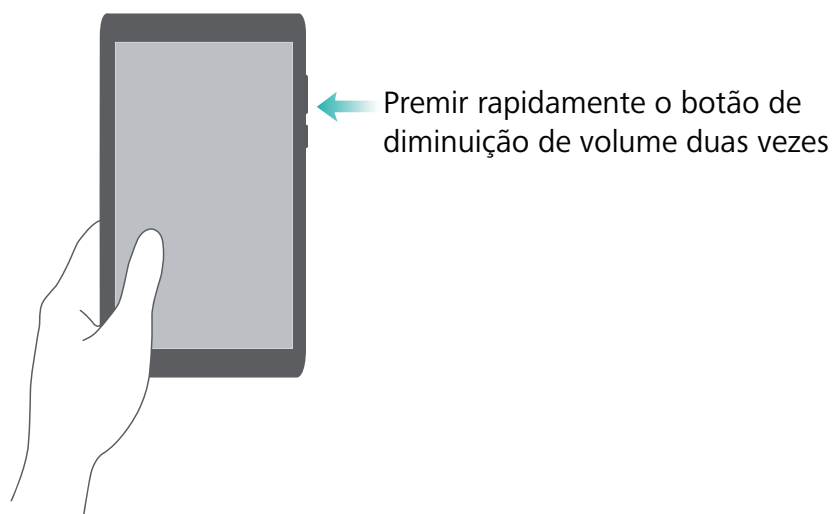 Premir rapidamente o botão de
diminuição de volume duas vezes